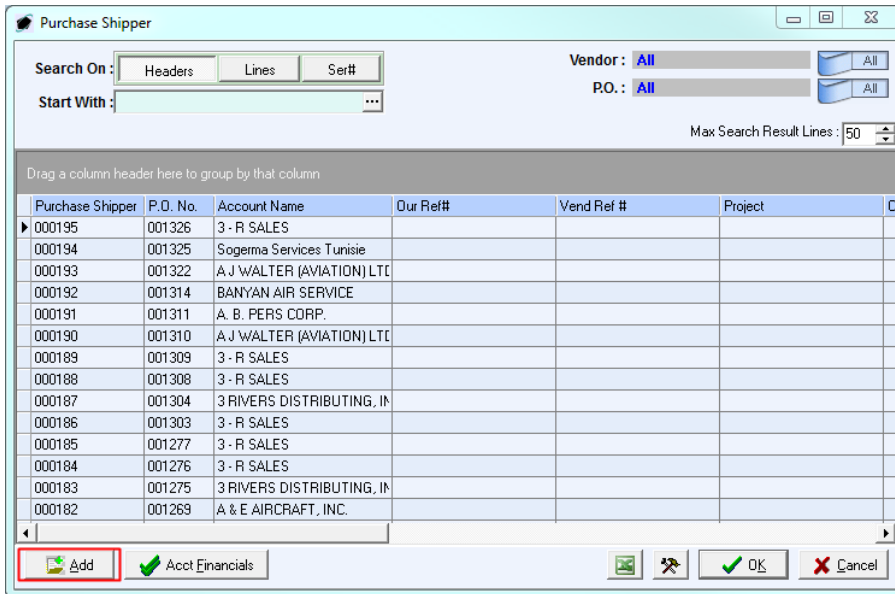 Purchase Shipper
Search On : Headers Lines Ser#
Vendor : All All
P.O. : All All
Start With : ...
Max Search Result Lines : 50
Drag a column header here to group by that column
Purchase Shipper P.O. No. Account Name Our Ref# Vend Ref # Project
000195 001326 3 - R SALES
000194 001325 Sogerma Services Tunisie
000193 001322 A J WALTER (AVIATION) LTD
000192 001314 BANYAN AIR SERVICE
000191 001311 A. B. PERS CORP.
000190 001310 A J WALTER (AVIATION) LTD
000189 001309 3 - R SALES
000188 001308 3 - R SALES
000187 001304 3 RIVERS DISTRIBUTING, IN
000186 001303 3 - R SALES
000185 001277 3 - R SALES
000184 001276 3 - R SALES
000183 001275 3 RIVERS DISTRIBUTING, IN
000182 001269 A & E AIRCRAFT, INC.
Add Acct Financials OK Cancel